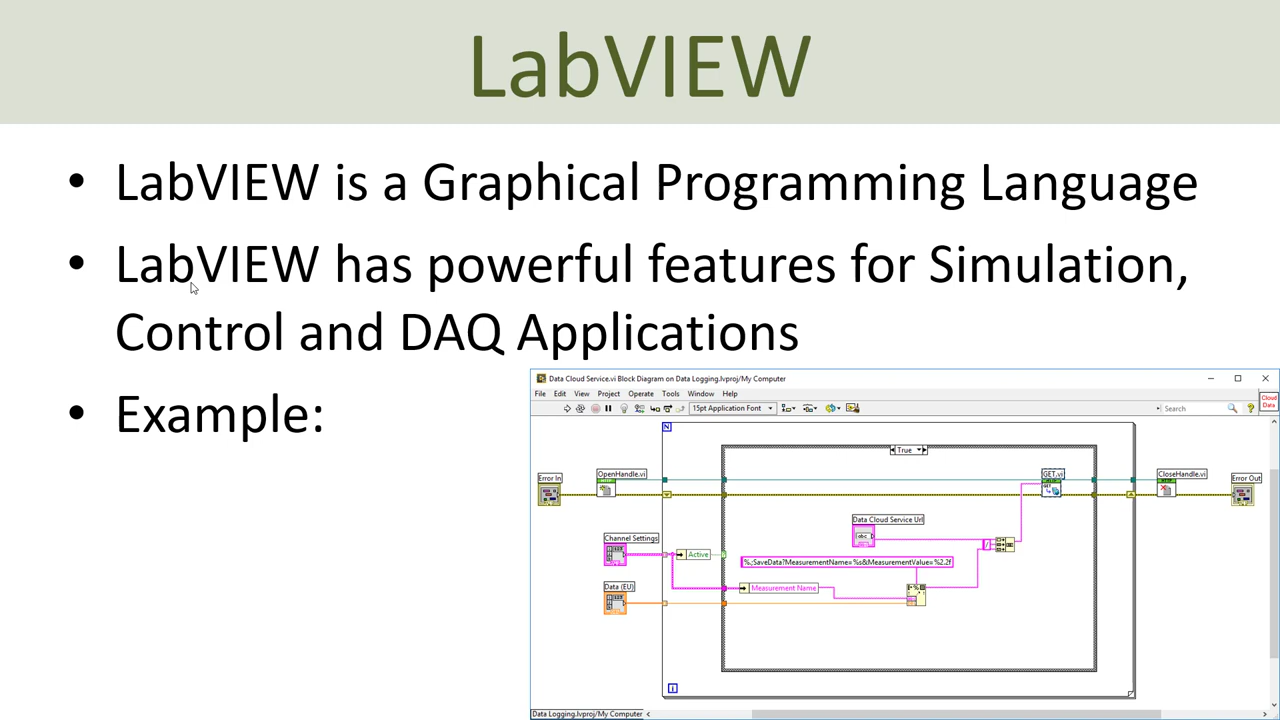 LabVIEW
• LabVIEW is a Graphical Programming Language
• LabVIEW has powerful features for Simulation,
Control and DAQ Applications
• Example:
Data Cloud Service.vi Block Diagram on Data Logging.lvproj/My Computer
File Edit View Project Operate Tools Window Help
15pt Application Font
Search
Cloud
Data
N
True
Error In
OpenHandle.vi
GET.vi
CloseHandle.vi
Error Out
Data Cloud Service Url
abc
Channel Settings
Active
%.;SaveData?MeasurementName=%s&MeasurementValue=%2.2f
Data (EU)
Measurement Name
i
Data Logging.lvproj/My Computer